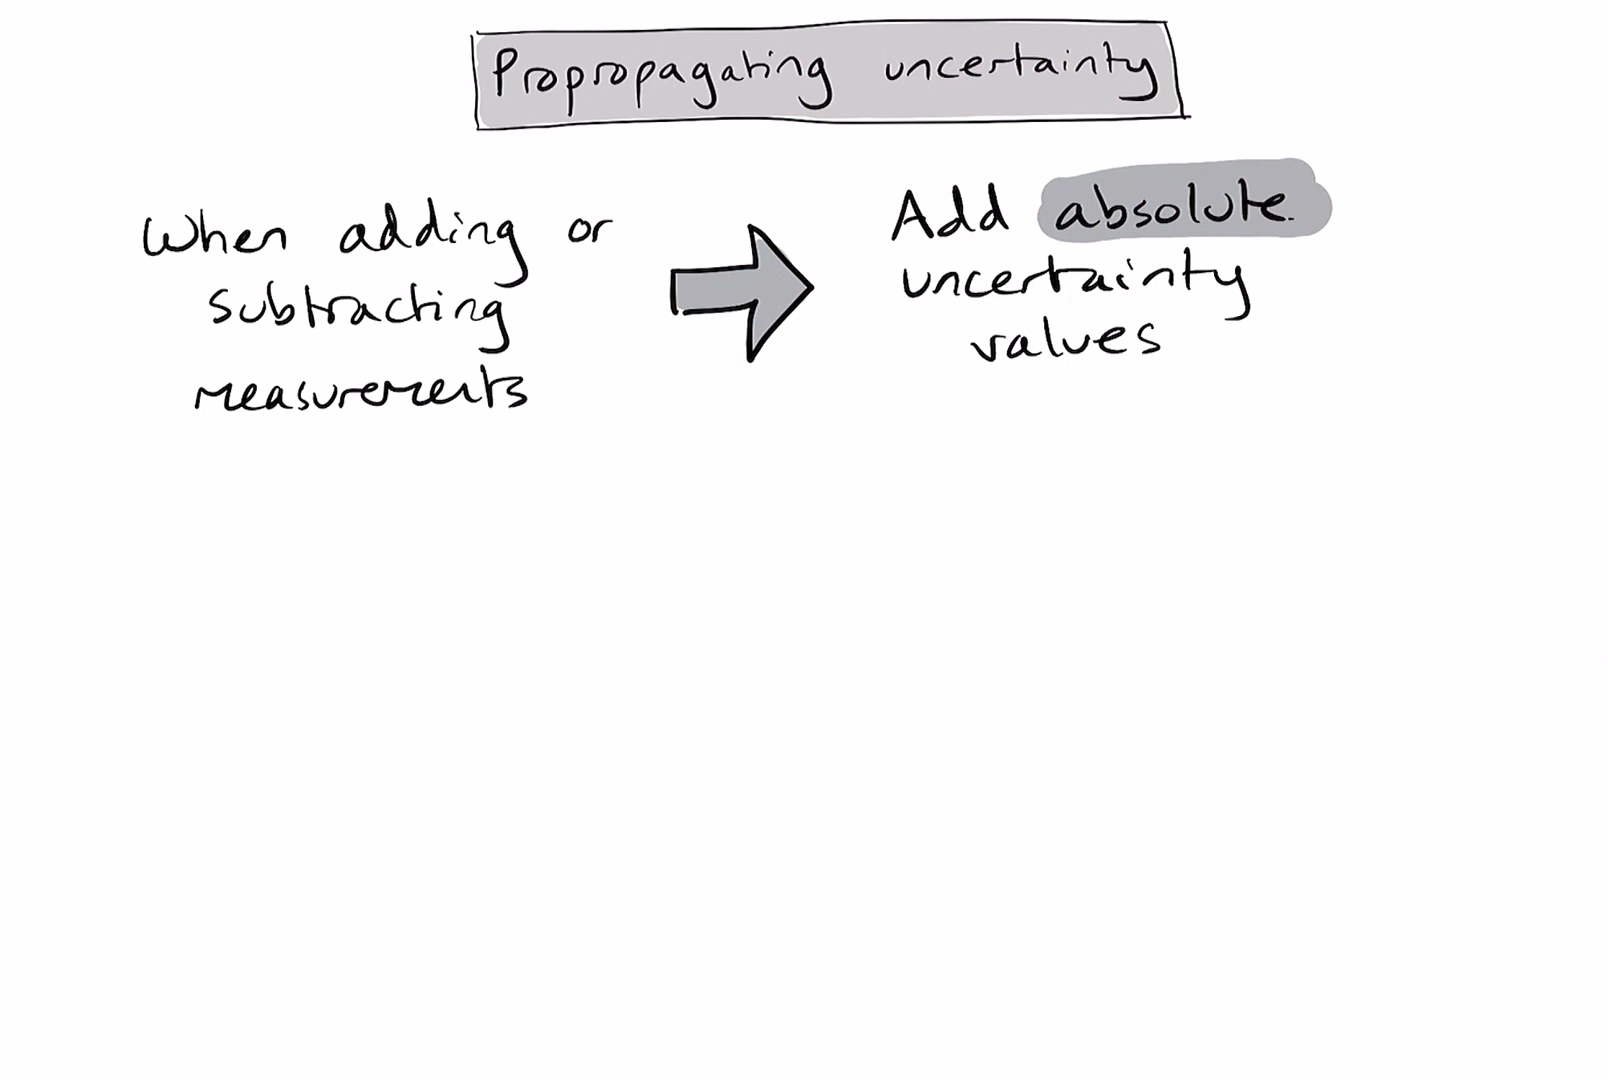 Propropagating uncertainty
When adding or
subtracting
measurements
Add absolute
uncertainty
values